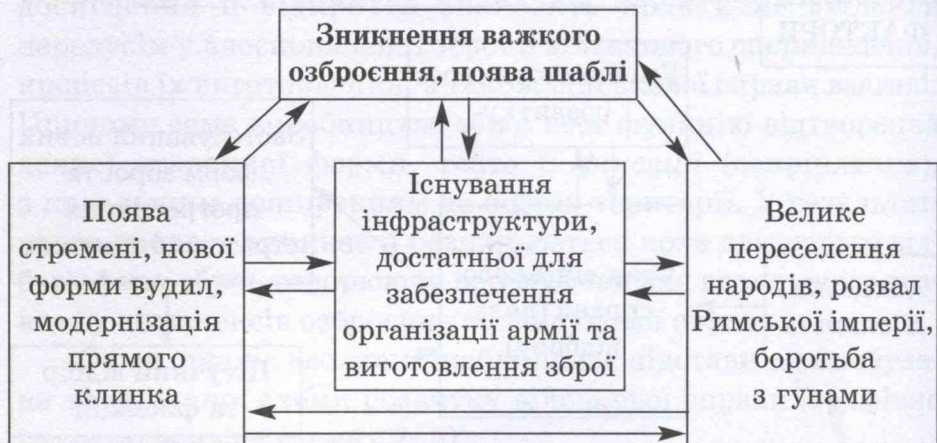 Зникнення важкого
озброєння, поява шаблі
Поява
стремені, нової
форми вудил,
модернізація
прямого
клинка
Існування
інфраструктури,
достатньої для
забезпечення
організації армії та
виготовлення зброї
Велике
переселення
народів, розвал
Римської імперії,
боротьба
з гунами